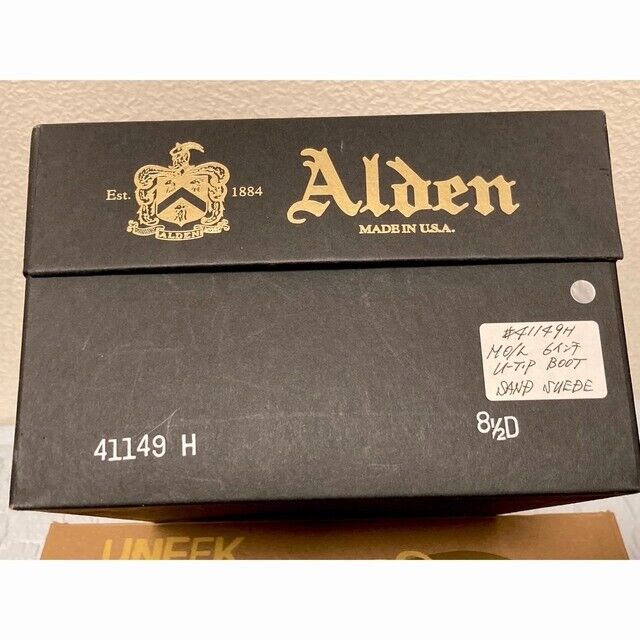 Est. 1884
ALDEN
Alden
MADE IN U.S.A.
#41149H
MO/L 6インチ
U-TIP BOOT
SAND SUEDE
41149 H
8½D
UNEEK